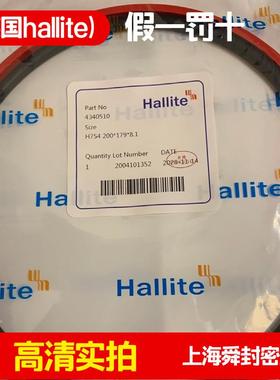 国hallite) 假一罚十
Part No
4340510
Size
H754 200*179*8.1
Quantity Lot Number DATE
1 2004101352
Hallite
Hallite
Hallite
Hallite
Hallite
高清实拍 上海舜封密